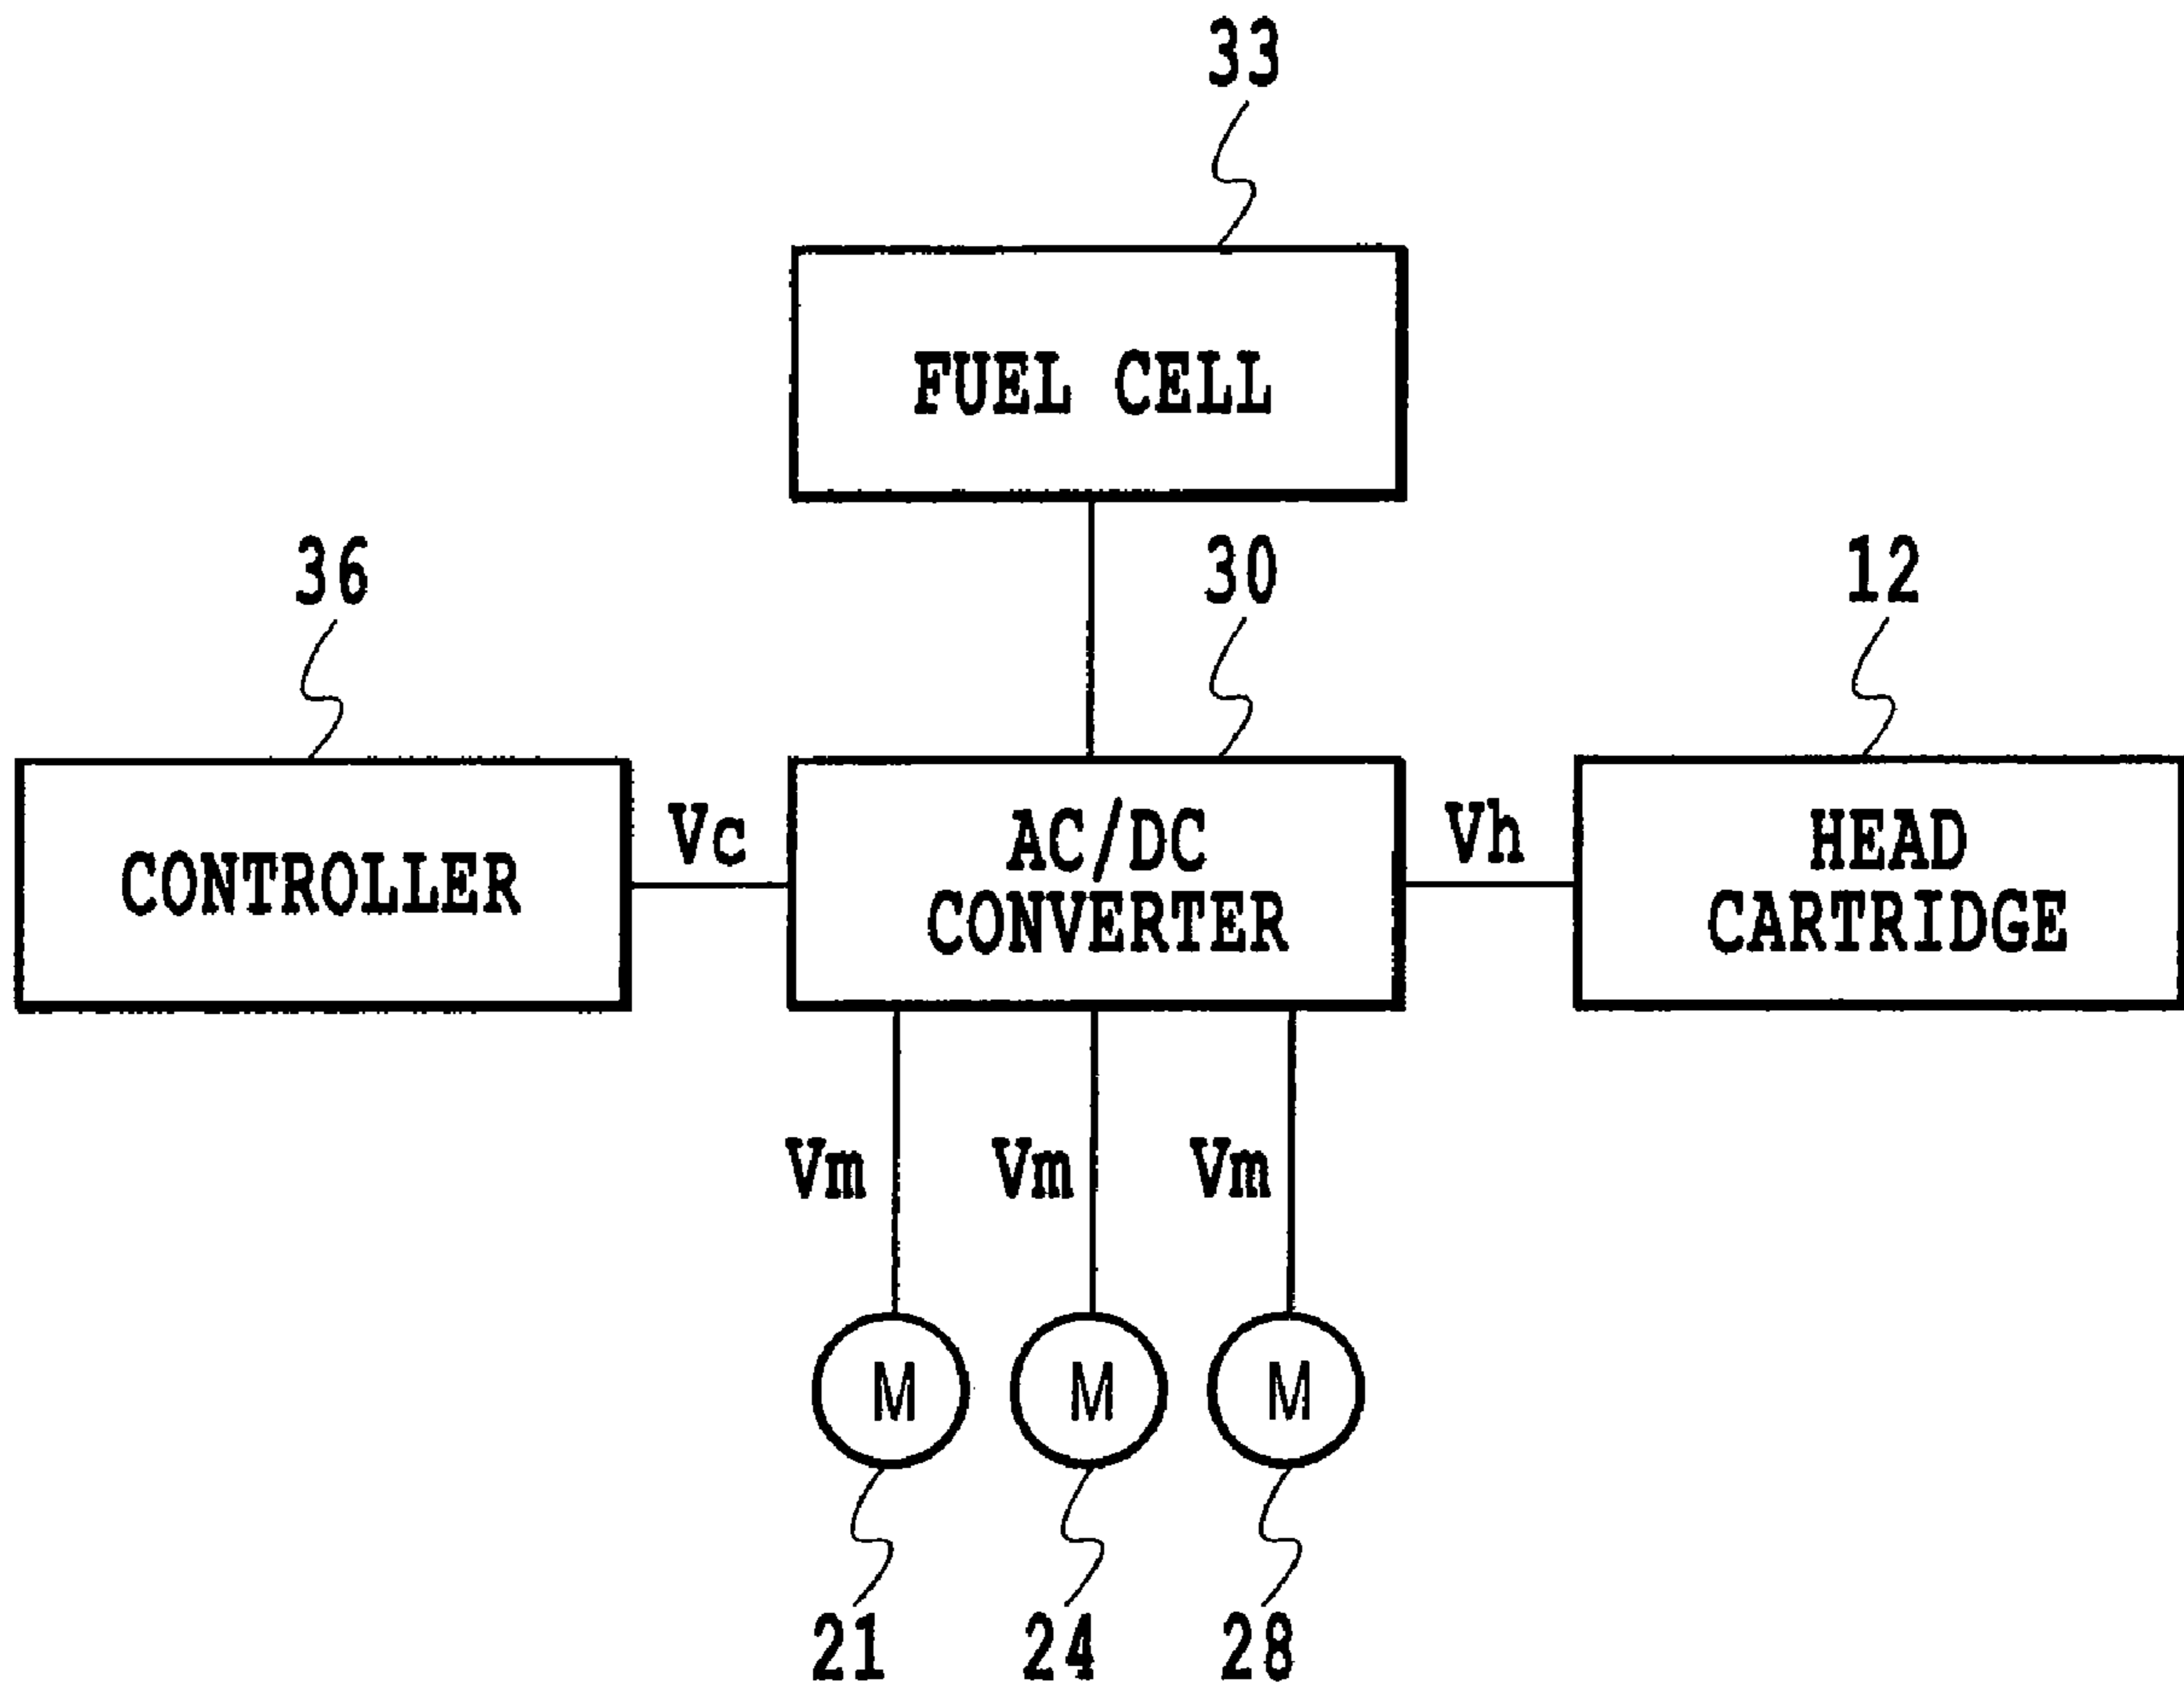 33
FUEL CELL
36
30
12
CONTROLLER
Vc
AC/DC
CONVERTER
Vh
HEAD
CARTRIDGE
Vm
Vm
Vm
M
M
M
21
24
28